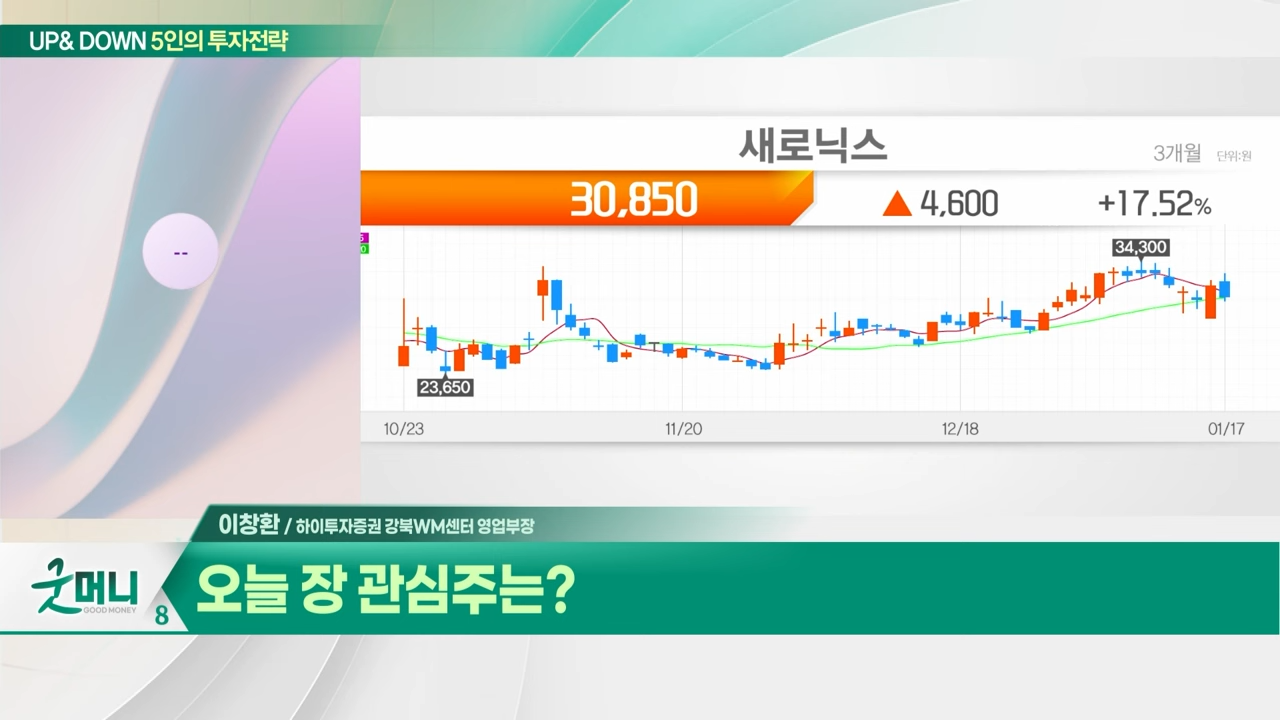 UP& DOWN 5인의 투자전략
새로닉스
3개월 단위:원
30,850 ▲ 4,600 +17.52%
34,300
--
23,650
10/23 11/20 12/18 01/17
이창환 / 하이투자증권 강북WM센터 영업부장
굿머니
GOOD MONEY
8
오늘 장 관심주는?